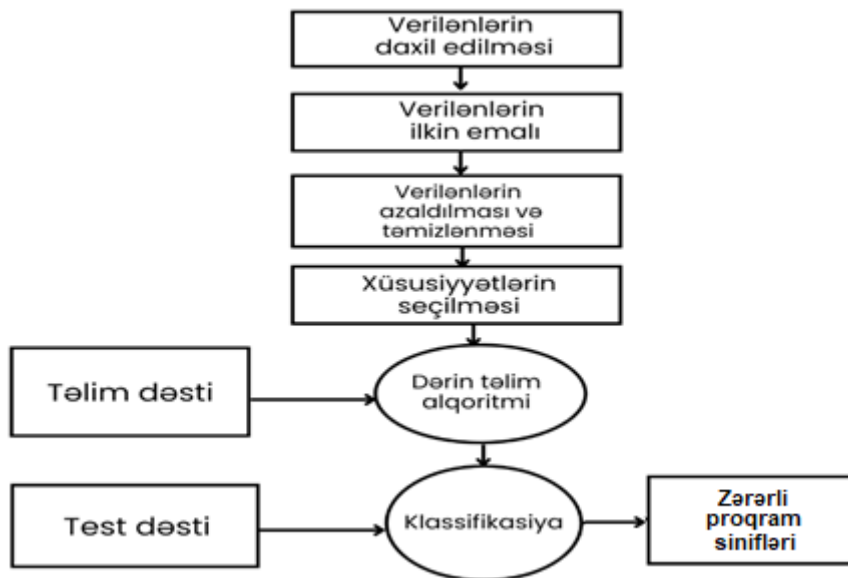 Verilənlərin
daxil edilməsi
Verilənlərin
ilkin emalı
Verilənlərin
azaldılması və
təmizlənməsi
Xüsusiyyətlərin
seçilməsi
Təlim dəsti
Dərin təlim
alqoritmi
Test dəsti
Klassifikasiya
Zərərli
proqram
sinifləri